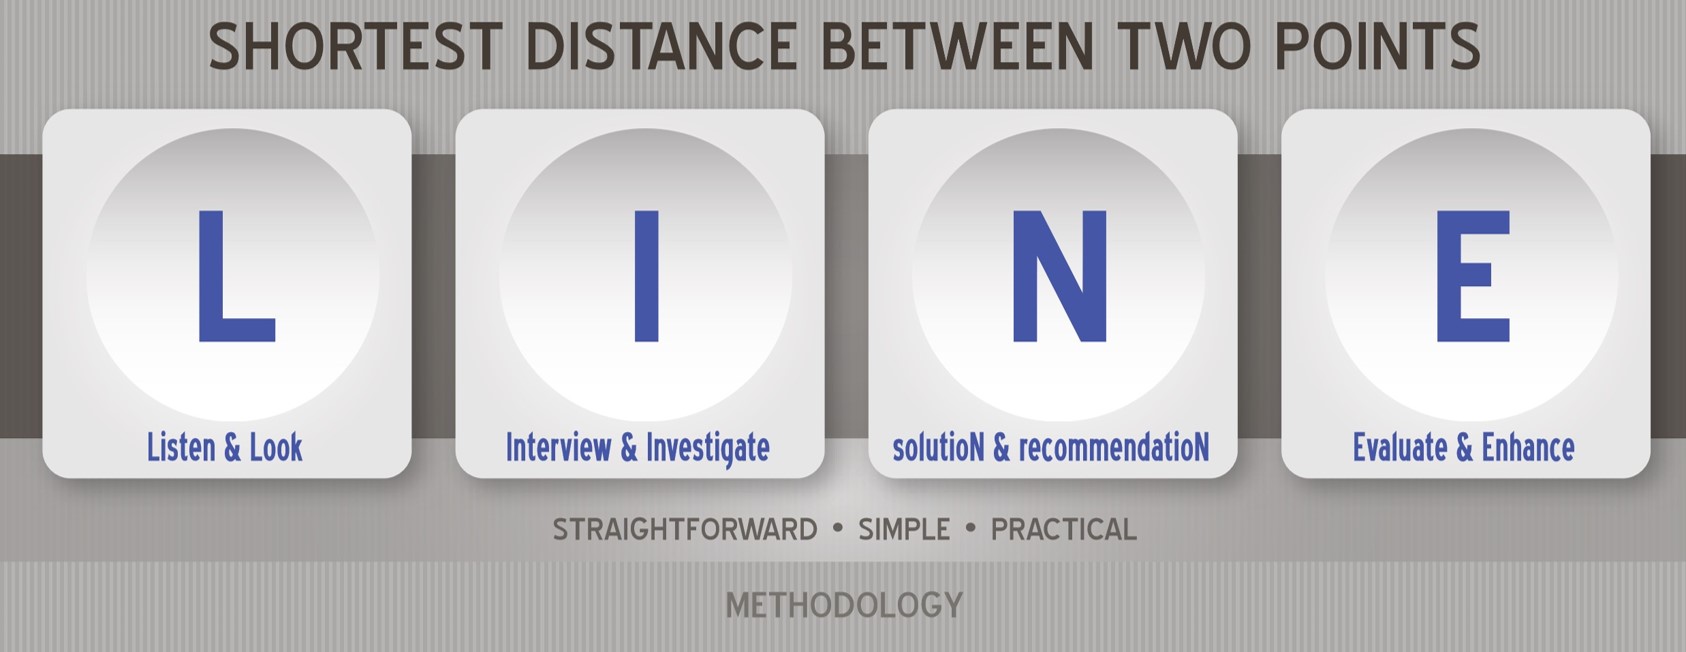 SHORTEST DISTANCE BETWEEN TWO POINTS
L
I
N
E
Listen & Look
Interview & Investigate
solutioN & recommendatioN
Evaluate & Enhance
STRAIGHTFORWARD • SIMPLE • PRACTICAL
METHODOLOGY